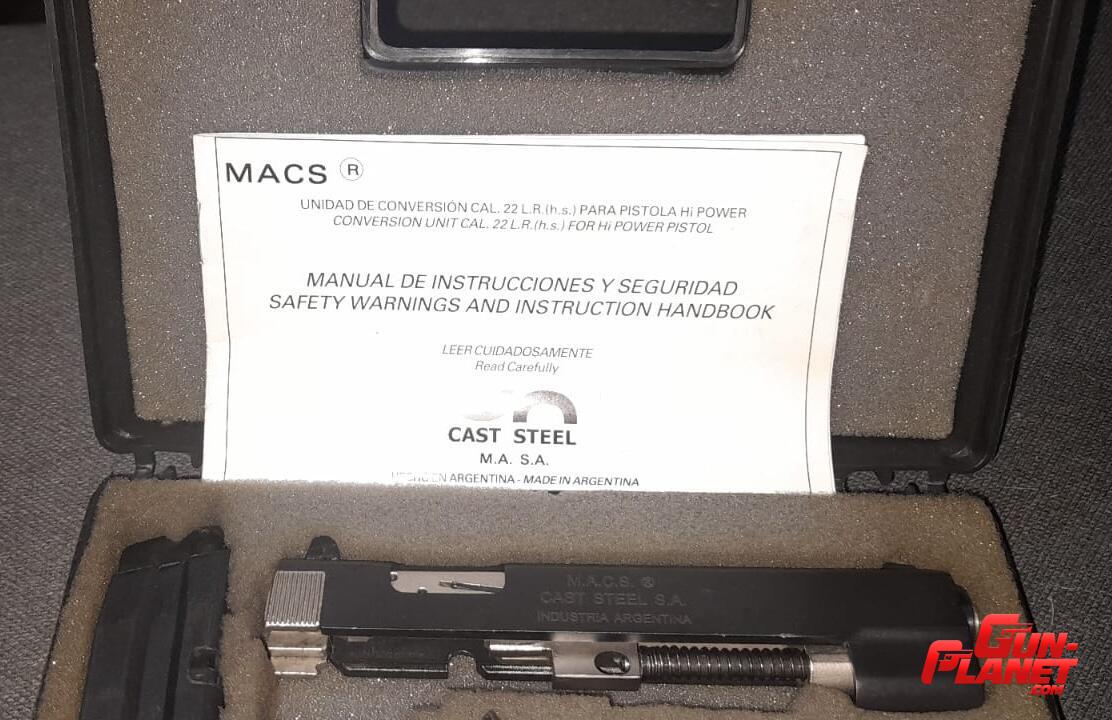 MACS ®
UNIDAD DE CONVERSIÓN CAL. 22 L.R.(h.s.) PARA PISTOLA Hi POWER
CONVERSION UNIT CAL. 22 L.R.(h.s.) FOR Hi POWER PISTOL
MANUAL DE INSTRUCCIONES Y SEGURIDAD
SAFETY WARNINGS AND INSTRUCTION HANDBOOK
LEER CUIDADOSAMENTE
Read Carefully
CAST STEEL
M.A. S.A.
HECHO EN ARGENTINA - MADE IN ARGENTINA
M.A.C.S. ®
CAST STEEL S.A.
INDUSTRIA ARGENTINA
GUN-
PLANET
.COM